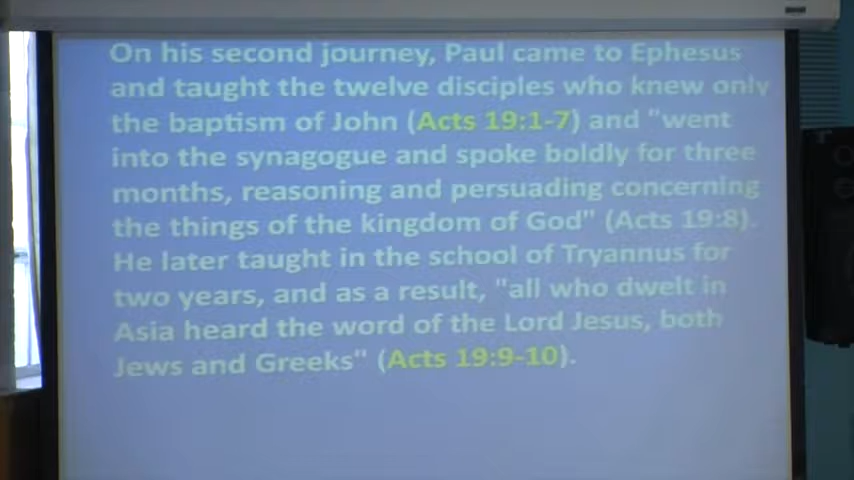 On his second journey, Paul came to Ephesus
and taught the twelve disciples who knew only
the baptism of John (Acts 19:1-7) and "went
into the synagogue and spoke boldly for three
months, reasoning and persuading concerning
the things of the kingdom of God" (Acts 19:8).
He later taught in the school of Tryannus for
two years, and as a result, "all who dwelt in
Asia heard the word of the Lord Jesus, both
Jews and Greeks" (Acts 19:9-10).